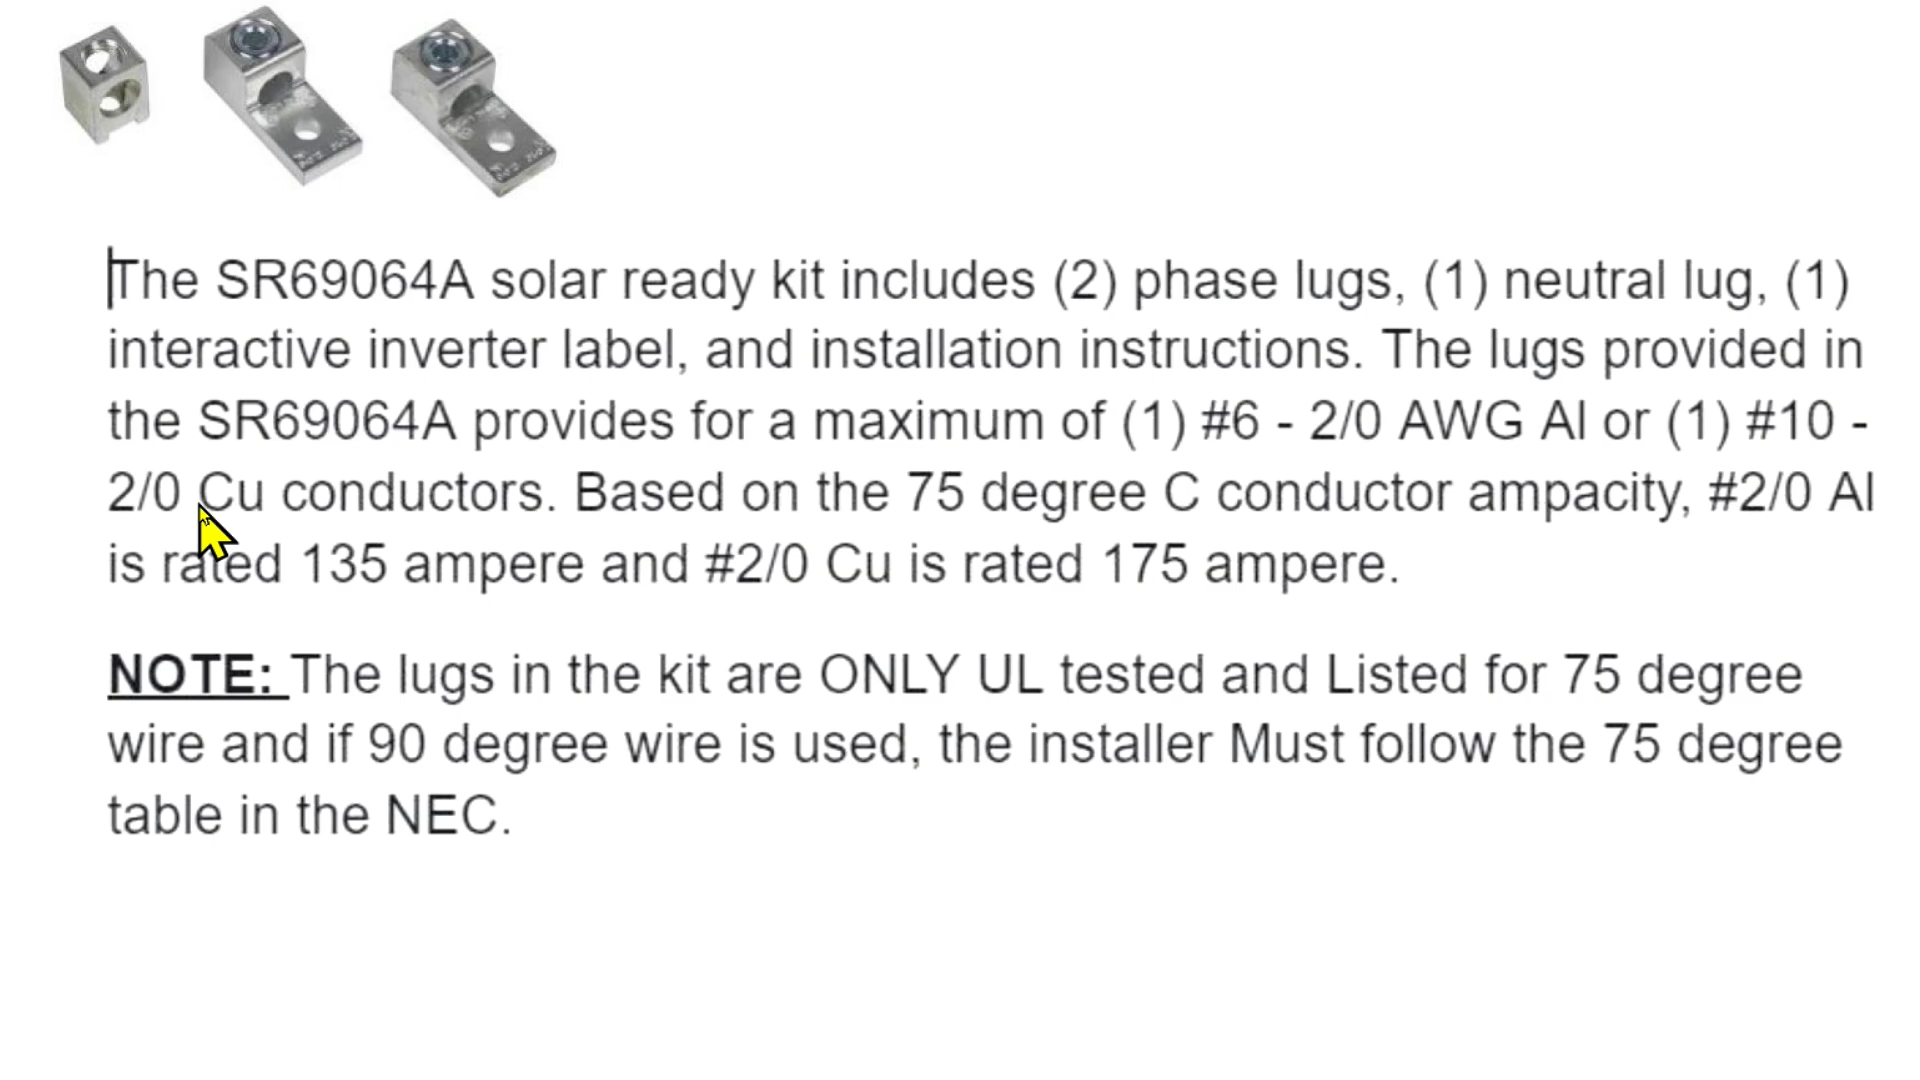 The SR69064A solar ready kit includes (2) phase lugs, (1) neutral lug, (1)
interactive inverter label, and installation instructions. The lugs provided in
the SR69064A provides for a maximum of (1) #6 - 2/0 AWG Al or (1) #10 -
2/0 Cu conductors. Based on the 75 degree C conductor ampacity, #2/0 Al
is rated 135 ampere and #2/0 Cu is rated 175 ampere.
NOTE: The lugs in the kit are ONLY UL tested and Listed for 75 degree
wire and if 90 degree wire is used, the installer Must follow the 75 degree
table in the NEC.